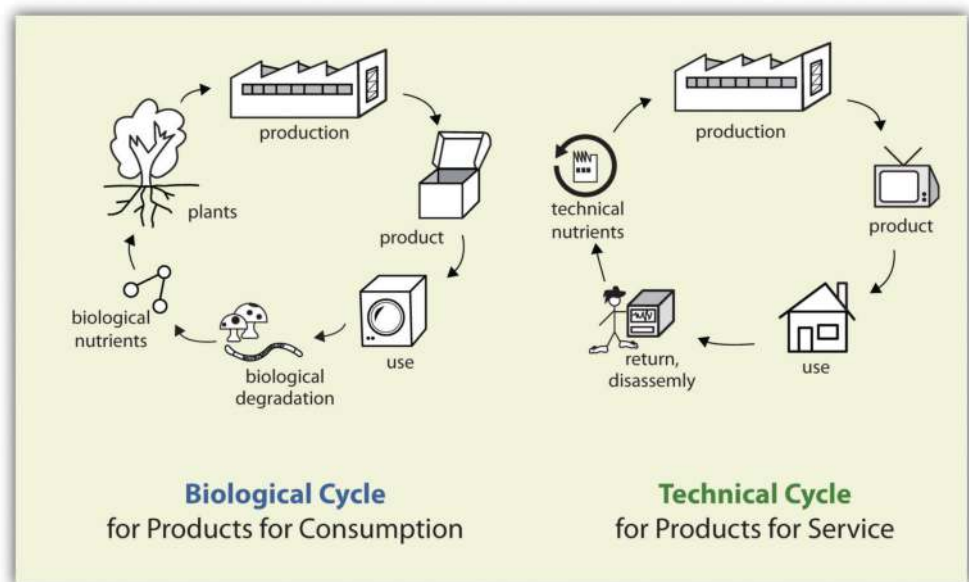 production
plants
product
use
biological
degradation
biological
nutrients
Biological Cycle
for Products for Consumption
production
product
use
return,
disassemly
technical
nutrients
Technical Cycle
for Products for Service